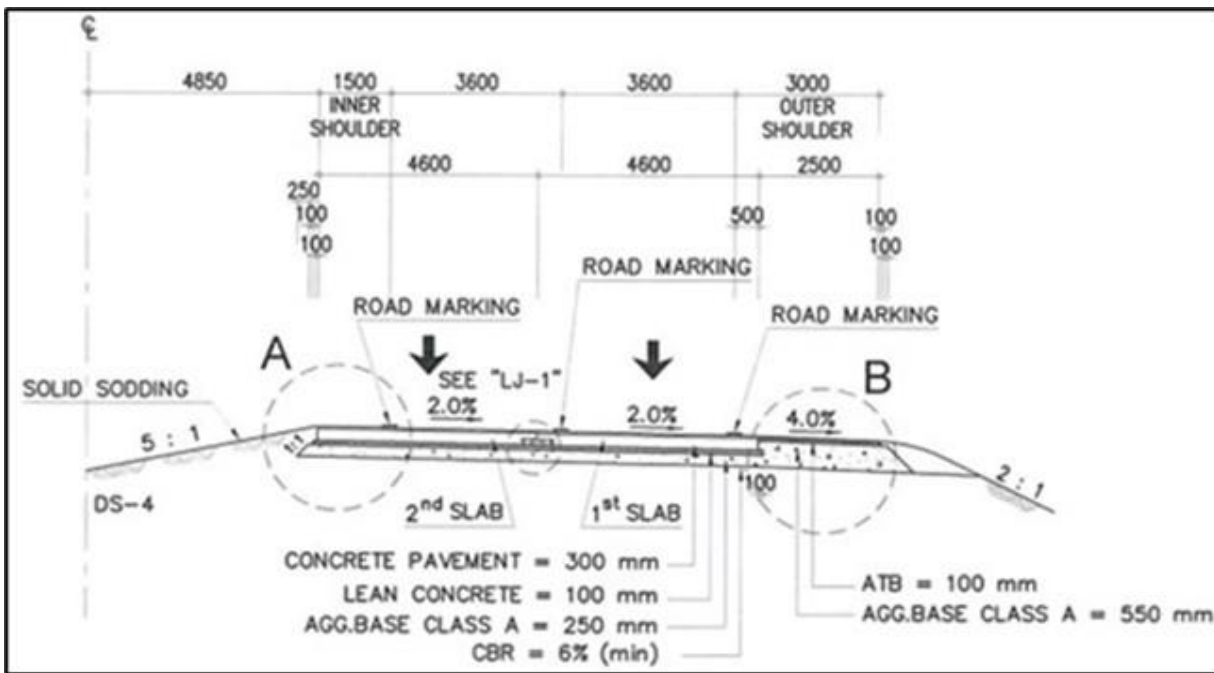 ℄
4850 1500 3600 3600 3000
INNER OUTER
SHOULDER SHOULDER
4600 4600 2500
250 500 100
100 100
100
ROAD MARKING
ROAD MARKING ROAD MARKING
A B
SEE "LJ-1"
SOLID SODDING
2.0% 2.0% 4.0%
5 : 1 1:1 2 : 1
DS-4
100
2nd SLAB 1st SLAB
CONCRETE PAVEMENT = 300 mm
LEAN CONCRETE = 100 mm ATB = 100 mm
AGG.BASE CLASS A = 250 mm AGG.BASE CLASS A = 550 mm
CBR = 6% (min)